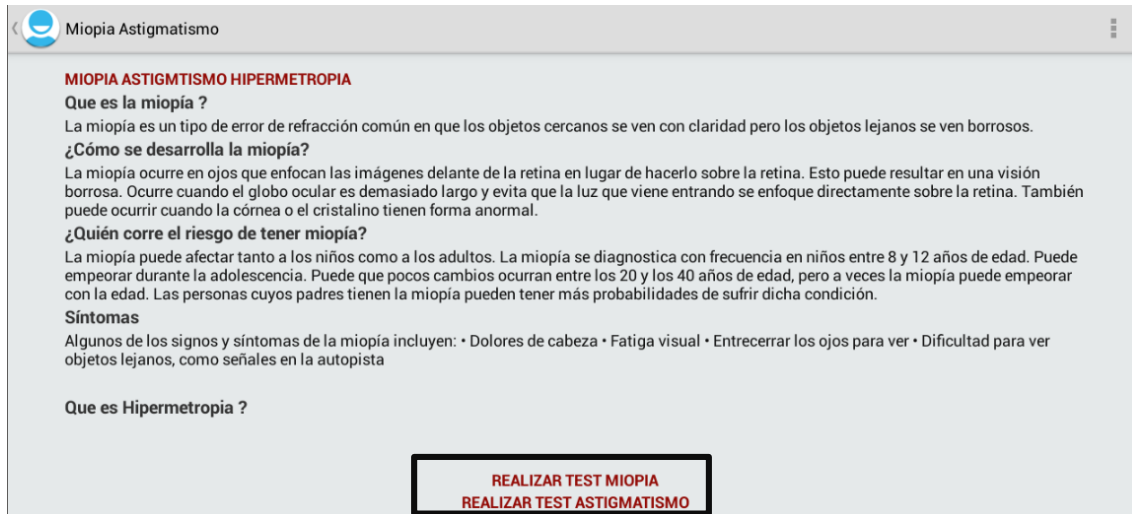 Miopia Astigmatismo
MIOPIA ASTIGMTISMO HIPERMETROPIA
Que es la miopía ?
La miopía es un tipo de error de refracción común en que los objetos cercanos se ven con claridad pero los objetos lejanos se ven borrosos.
¿Cómo se desarrolla la miopía?
La miopía ocurre en ojos que enfocan las imágenes delante de la retina en lugar de hacerlo sobre la retina. Esto puede resultar en una visión
borrosa. Ocurre cuando el globo ocular es demasiado largo y evita que la luz que viene entrando se enfoque directamente sobre la retina. También
puede ocurrir cuando la córnea o el cristalino tienen forma anormal.
¿Quién corre el riesgo de tener miopía?
La miopía puede afectar tanto a los niños como a los adultos. La miopía se diagnostica con frecuencia en niños entre 8 y 12 años de edad. Puede
empeorar durante la adolescencia. Puede que pocos cambios ocurran entre los 20 y los 40 años de edad, pero a veces la miopía puede empeorar
con la edad. Las personas cuyos padres tienen la miopía pueden tener más probabilidades de sufrir dicha condición.
Síntomas
Algunos de los signos y síntomas de la miopía incluyen: • Dolores de cabeza • Fatiga visual • Entrecerrar los ojos para ver • Dificultad para ver
objetos lejanos, como señales en la autopista
Que es Hipermetropia ?
REALIZAR TEST MIOPIA
REALIZAR TEST ASTIGMATISMO